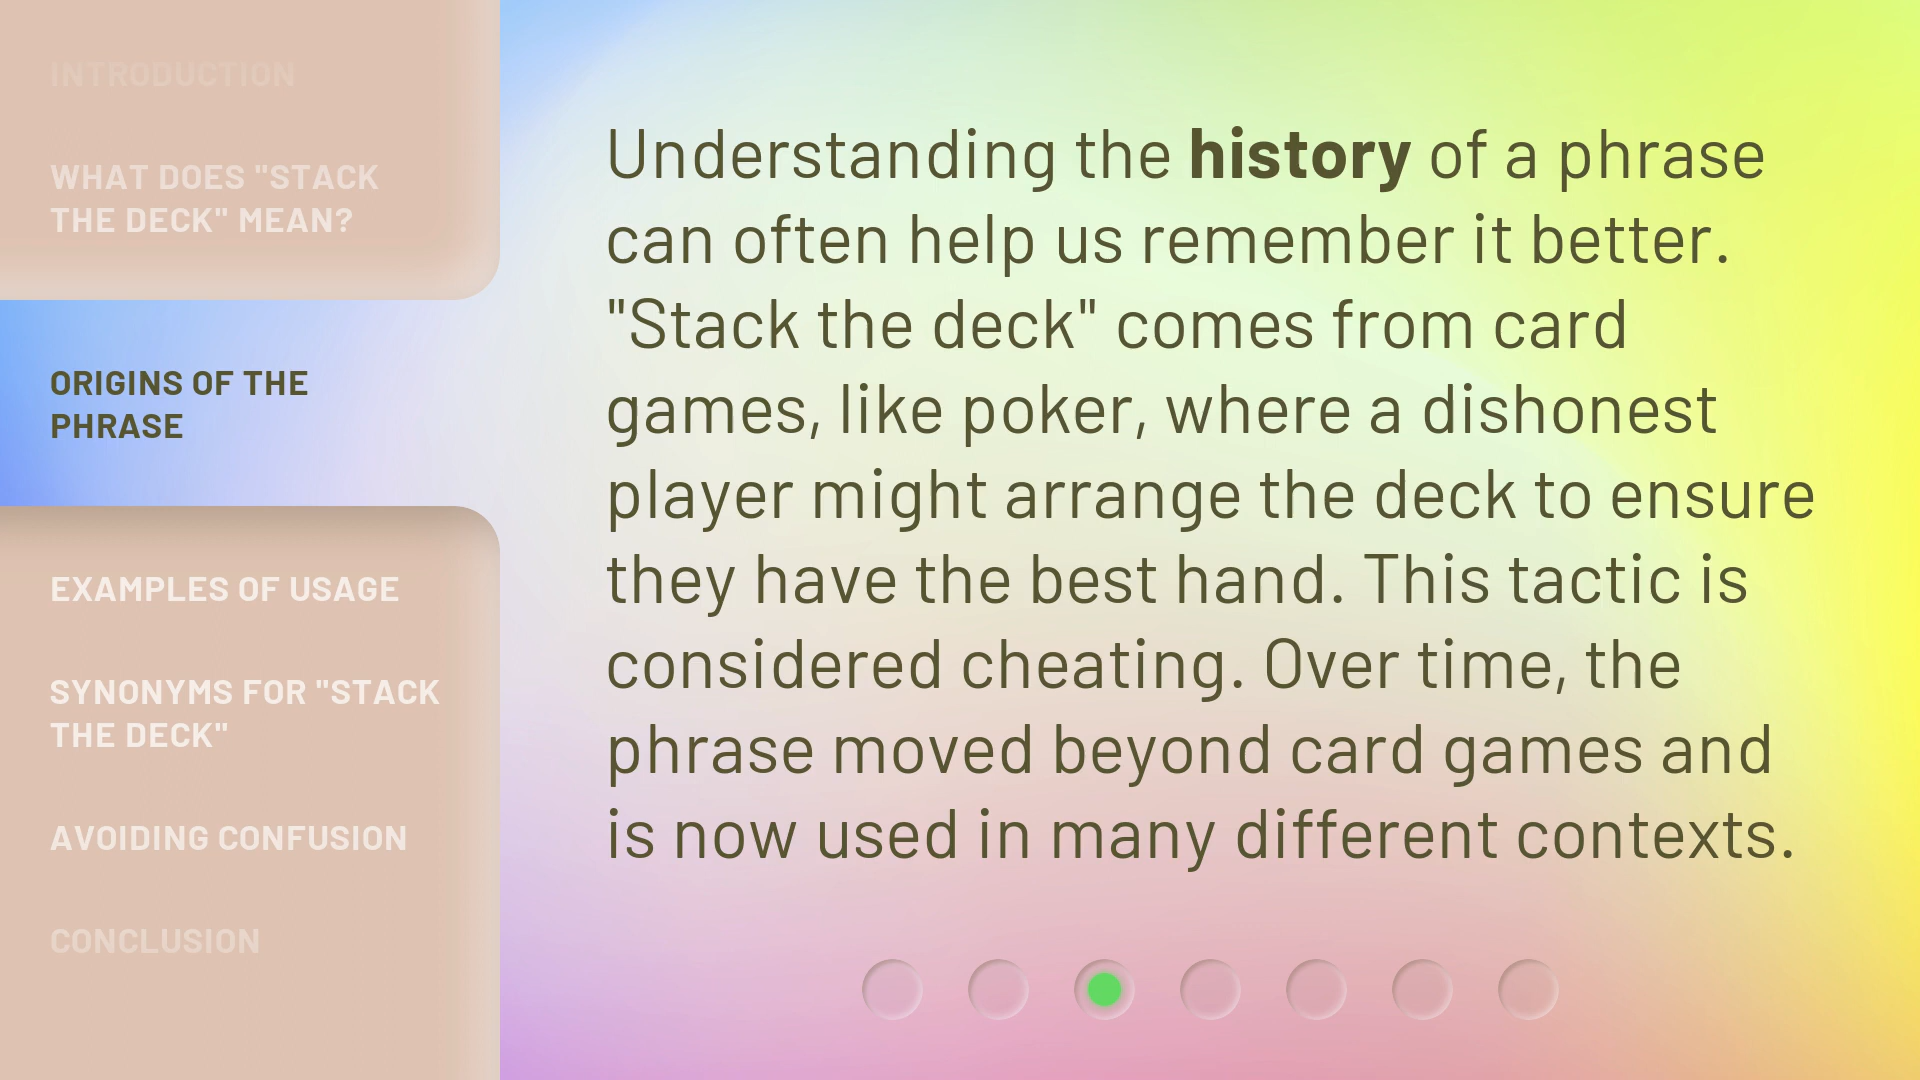 INTRODUCTION
WHAT DOES "STACK
THE DECK" MEAN?
ORIGINS OF THE
PHRASE
EXAMPLES OF USAGE
SYNONYMS FOR "STACK
THE DECK"
AVOIDING CONFUSION
CONCLUSION
Understanding the history of a phrase
can often help us remember it better.
"Stack the deck" comes from card
games, like poker, where a dishonest
player might arrange the deck to ensure
they have the best hand. This tactic is
considered cheating. Over time, the
phrase moved beyond card games and
is now used in many different contexts.